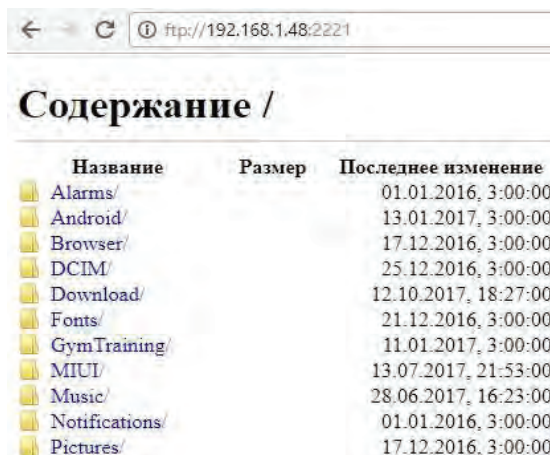 ftp://192.168.1.48:2221
Содержание /
Название Размер Последнее изменение
Alarms/ 01.01.2016, 3:00:00
Android/ 13.01.2017, 3:00:00
Browser/ 17.12.2016, 3:00:00
DCIM/ 25.12.2016, 3:00:00
Download/ 12.10.2017, 18:27:00
Fonts/ 21.12.2016, 3:00:00
GymTraining/ 11.01.2017, 3:00:00
MIUI/ 13.07.2017, 21:53:00
Music/ 28.06.2017, 16:23:00
Notifications/ 01.01.2016, 3:00:00
Pictures/ 17.12.2016, 3:00:00